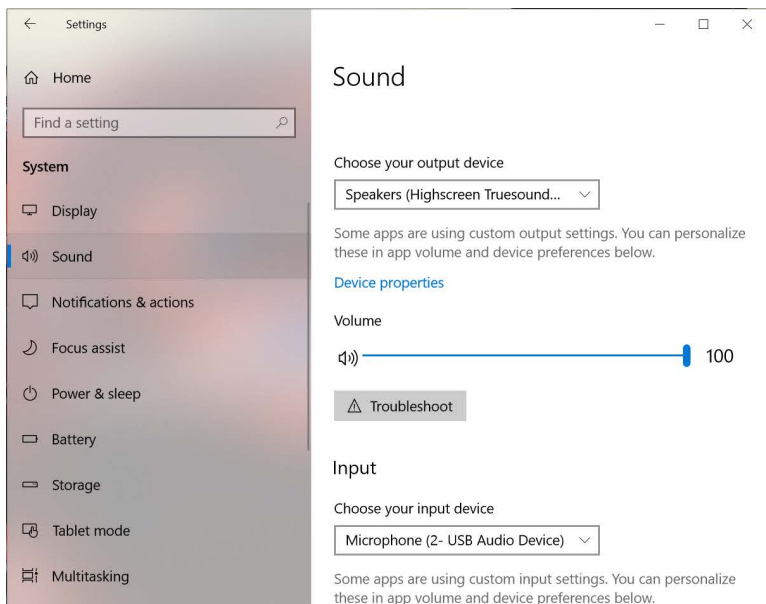 Settings
Home
Find a setting
System
Display
Sound
Notifications & actions
Focus assist
Power & sleep
Battery
Storage
Tablet mode
Multitasking
Sound
Choose your output device
Speakers (Highscreen Truesound...
Some apps are using custom output settings. You can personalize
these in app volume and device preferences below.
Device properties
Volume
100
Troubleshoot
Input
Choose your input device
Microphone (2- USB Audio Device)
Some apps are using custom input settings. You can personalize
these in app volume and device preferences below.